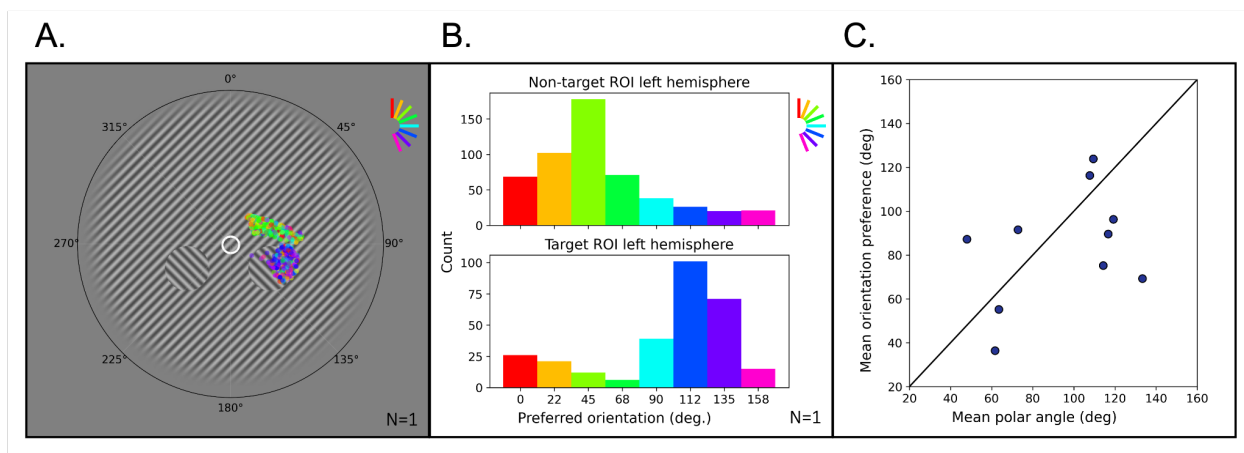 A.
0°
45°
90°
135°
180°
225°
270°
315°
N=1
B.
Non-target ROI left hemisphere
150
100
50
0
Target ROI left hemisphere
100
75
50
25
0
Count
0 22 45 68 90 112 135 158
Preferred orientation (deg.)
N=1
C.
160
140
120
100
80
60
40
20
Mean orientation preference (deg)
20 40 60 80 100 120 140 160
Mean polar angle (deg)